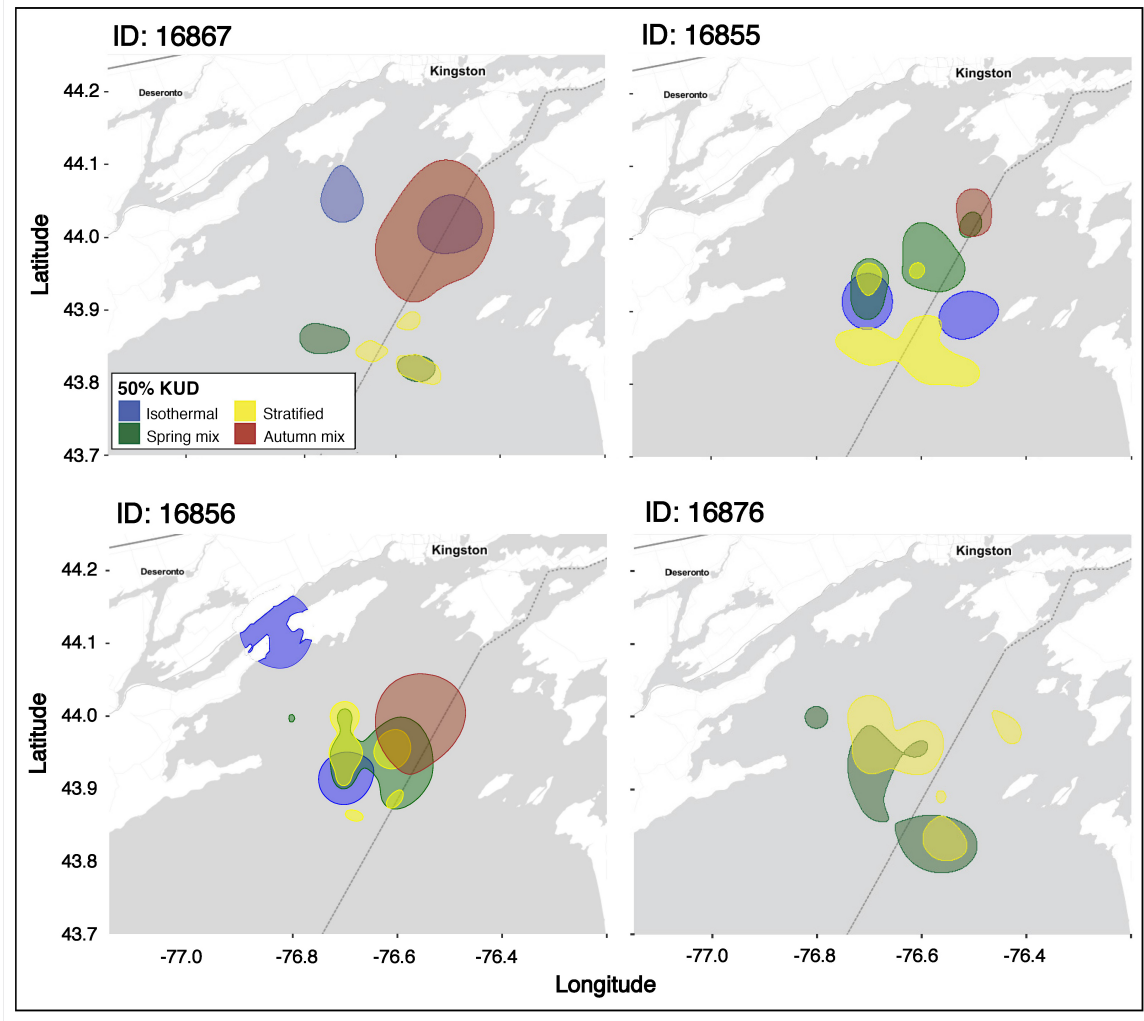 ID: 16867
ID: 16855
Kingston
Deseronto
Kingston
Deseronto
44.2
44.1
44.0
43.9
43.8
43.7
Latitude
50% KUD
Isothermal
Stratified
Spring mix
Autumn mix
ID: 16856
ID: 16876
Kingston
Deseronto
Kingston
Deseronto
44.2
44.1
44.0
43.9
43.8
43.7
Latitude
-77.0 -76.8 -76.6 -76.4
-77.0 -76.8 -76.6 -76.4
Longitude